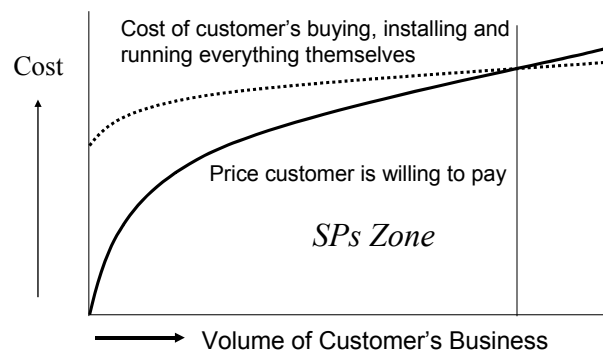 Cost of customer’s buying, installing and
running everything themselves
Cost
Price customer is willing to pay
SPs Zone
Volume of Customer’s Business